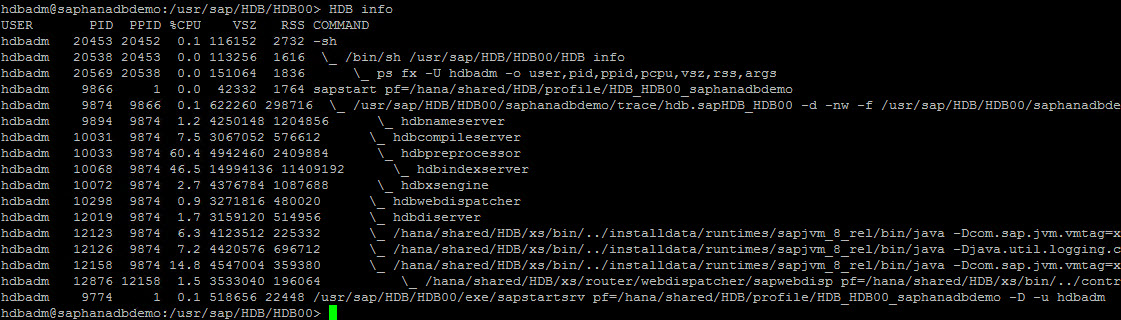 hdbadm@saphanadbdemo:/usr/sap/HDB/HDB00> HDB info
USER       PID  PPID %CPU    VSZ   RSS COMMAND
hdbadm   20453 20452  0.1 116152  2732 -sh
hdbadm   20538 20453  0.0 113256  1616  \_ /bin/sh /usr/sap/HDB/HDB00/HDB info
hdbadm   20569 20538  0.0 151064  1836      \_ ps fx -U hdbadm -o user,pid,ppid,pcpu,vsz,rss,args
hdbadm    9866     1  0.0  42332  1764 sapstart pf=/hana/shared/HDB/profile/HDB_HDB00_saphanadbdemo
hdbadm    9874  9866  0.1 622260 298716  \_ /usr/sap/HDB/HDB00/saphanadbdemo/trace/hdb.sapHDB_HDB00 -d -nw -f /usr/sap/HDB/HDB00/saphanadbde
hdbadm    9894  9874  1.2 4250148 1204856      \_ hdbnameserver
hdbadm   10031  9874  7.5 3067052 576612      \_ hdbcompileserver
hdbadm   10033  9874 60.4 4942460 2409884      \_ hdbpreprocessor
hdbadm   10068  9874 46.5 14994136 11409192      \_ hdbindexserver
hdbadm   10072  9874  2.7 4376784 1087688      \_ hdbxsengine
hdbadm   10298  9874  0.9 3271816 480020      \_ hdbwebdispatcher
hdbadm   12019  9874  1.7 3159120 514956      \_ hdbdiserver
hdbadm   12123  9874  6.3 4123512 225332      \_ /hana/shared/HDB/xs/bin/../installdata/runtimes/sapjvm_8_rel/bin/java -Dcom.sap.jvm.vmtag=x
hdbadm   12126  9874  7.2 4420576 696712      \_ /hana/shared/HDB/xs/bin/../installdata/runtimes/sapjvm_8_rel/bin/java -Djava.util.logging.c
hdbadm   12158  9874 14.8 4547004 359380      \_ /hana/shared/HDB/xs/bin/../installdata/runtimes/sapjvm_8_rel/bin/java -Dcom.sap.jvm.vmtag=x
hdbadm   12876 12158  1.5 3533040 196064          \_ /hana/shared/HDB/xs/router/webdispatcher/sapwebdisp pf=/hana/shared/HDB/xs/bin/../contr
hdbadm    9774     1  0.1 518656 22448 /usr/sap/HDB/HDB00/exe/sapstartsrv pf=/hana/shared/HDB/profile/HDB_HDB00_saphanadbdemo -D -u hdbadm
hdbadm@saphanadbdemo:/usr/sap/HDB/HDB00>